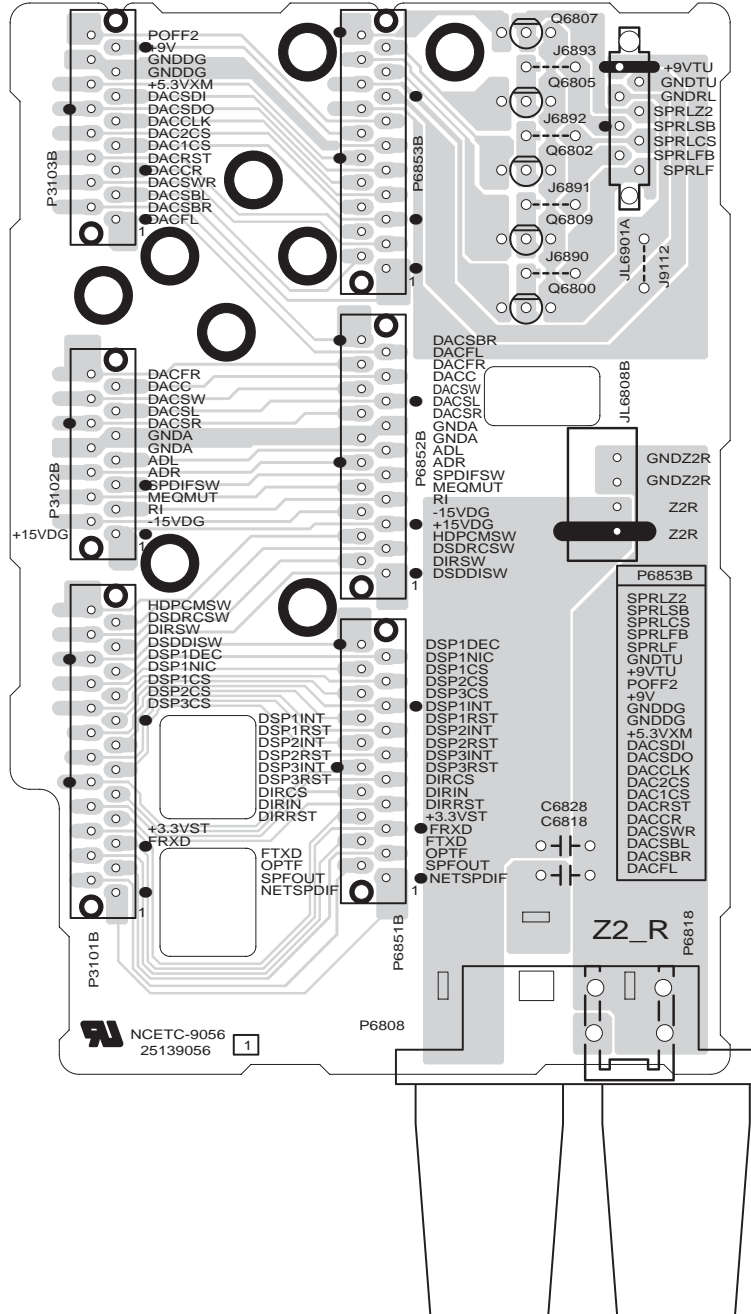 P3103B
POFF2
+9V
GNDDG
GNDDG
+5.3VXM
DACSDI
DACSDO
DACCLK
DAC2CS
DAC1CS
DACRST
DACCR
DACSWR
DACSBL
DACSBR
DACFL
1
P6853B
1
Q6807
J6893
Q6805
J6892
Q6802
J6891
Q6809
J6890
Q6800
+9VTU
GNDTU
GNDRL
SPRLZ2
SPRLSB
SPRLCS
SPRLFB
SPRLF
JL6901A
J9112
P3102B
DACFR
DACC
DACSW
DACSL
DACSR
GNDA
GNDA
ADL
ADR
SPDIFSW
MEQMUT
RI
-15VDG
+15VDG
1
P6852B
DACSBR
DACFL
DACFR
DACC
DACSW
DACSL
DACSR
GNDA
GNDA
ADL
ADR
SPDIFSW
MEQMUT
RI
-15VDG
+15VDG
HDPCMSW
DSDRCSW
DIRSW
DSDDISW
1
JL6808B
GNDZ2R
GNDZ2R
Z2R
Z2R
P3101B
HDPCMSW
DSDRCSW
DIRSW
DSDDISW
DSP1DEC
DSP1NIC
DSP1CS
DSP2CS
DSP3CS
DSP1INT
DSP1RST
DSP2INT
DSP2RST
DSP3INT
DSP3RST
DIRCS
DIRIN
DIRRST
+3.3VST
FRXD
FTXD
OPTF
SPFOUT
NETSPDIF
1
P6851B
DSP1DEC
DSP1NIC
DSP1CS
DSP2CS
DSP3CS
DSP1INT
DSP1RST
DSP2INT
DSP2RST
DSP3INT
DSP3RST
DIRCS
DIRIN
DIRRST
+3.3VST
FRXD
FTXD
OPTF
SPFOUT
NETSPDIF
1
P6853B
SPRLZ2
SPRLSB
SPRLCS
SPRLFB
SPRLF
GNDTU
+9VTU
POFF2
+9V
GNDDG
GNDDG
+5.3VXM
DACSDI
DACSDO
DACCLK
DAC2CS
DAC1CS
DACRST
DACCR
DACSWR
DACSBL
DACSBR
DACFL
C6828
C6818
Z2_R
P6818
P6808
NCETC-9056
25139056
1